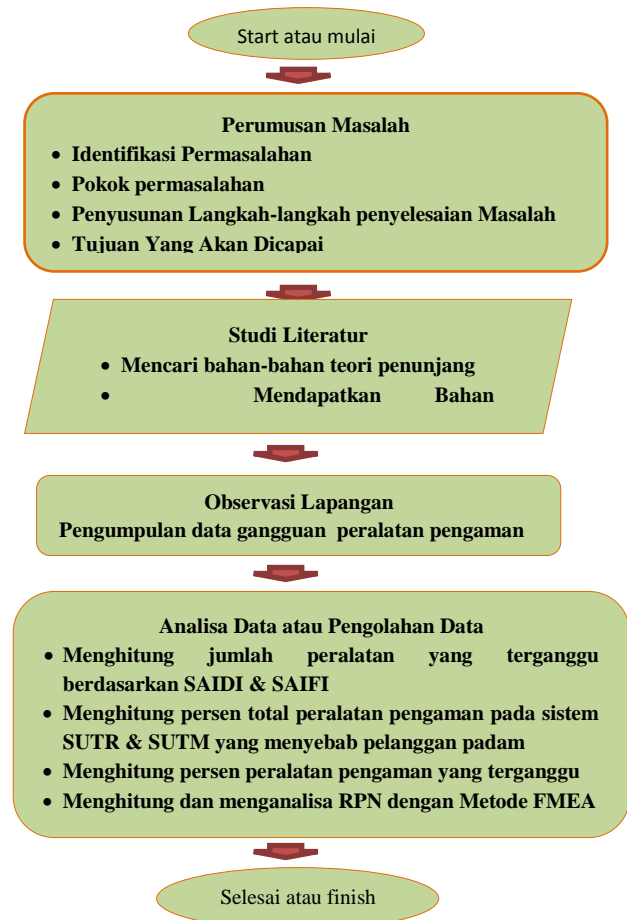 Start atau mulai
Perumusan Masalah
• Identifikasi Permasalahan
• Pokok permasalahan
• Penyusunan Langkah-langkah penyelesaian Masalah
• Tujuan Yang Akan Dicapai
Studi Literatur
• Mencari bahan-bahan teori penunjang
• Mendapatkan Bahan
Observasi Lapangan
Pengumpulan data gangguan peralatan pengaman
Analisa Data atau Pengolahan Data
• Menghitung jumlah peralatan yang terganggu
berdasarkan SAIDI & SAIFI
• Menghitung persen total peralatan pengaman pada sistem
SUTR & SUTM yang menyebab pelanggan padam
• Menghitung persen peralatan pengaman yang terganggu
• Menghitung dan menganalisa RPN dengan Metode FMEA
Selesai atau finish